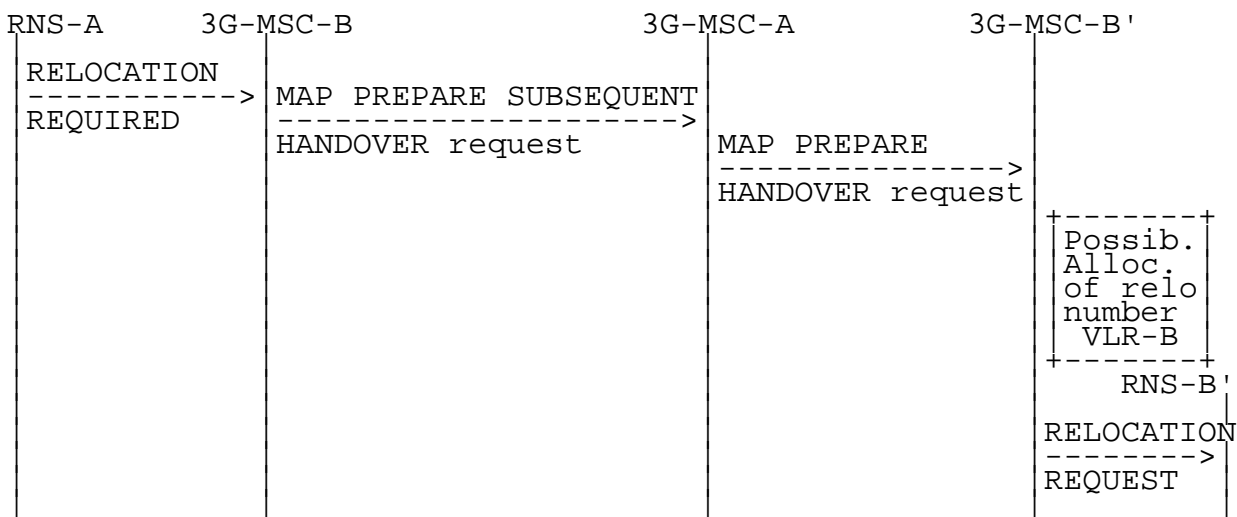 RNS-A 3G-MSC-B 3G-MSC-A 3G-MSC-B'
RELOCATION
REQUIRED
MAP PREPARE SUBSEQUENT
HANDOVER request
MAP PREPARE
HANDOVER request
Possib.
Alloc.
of relo
number
VLR-B
RNS-B'
RELOCATION
REQUEST